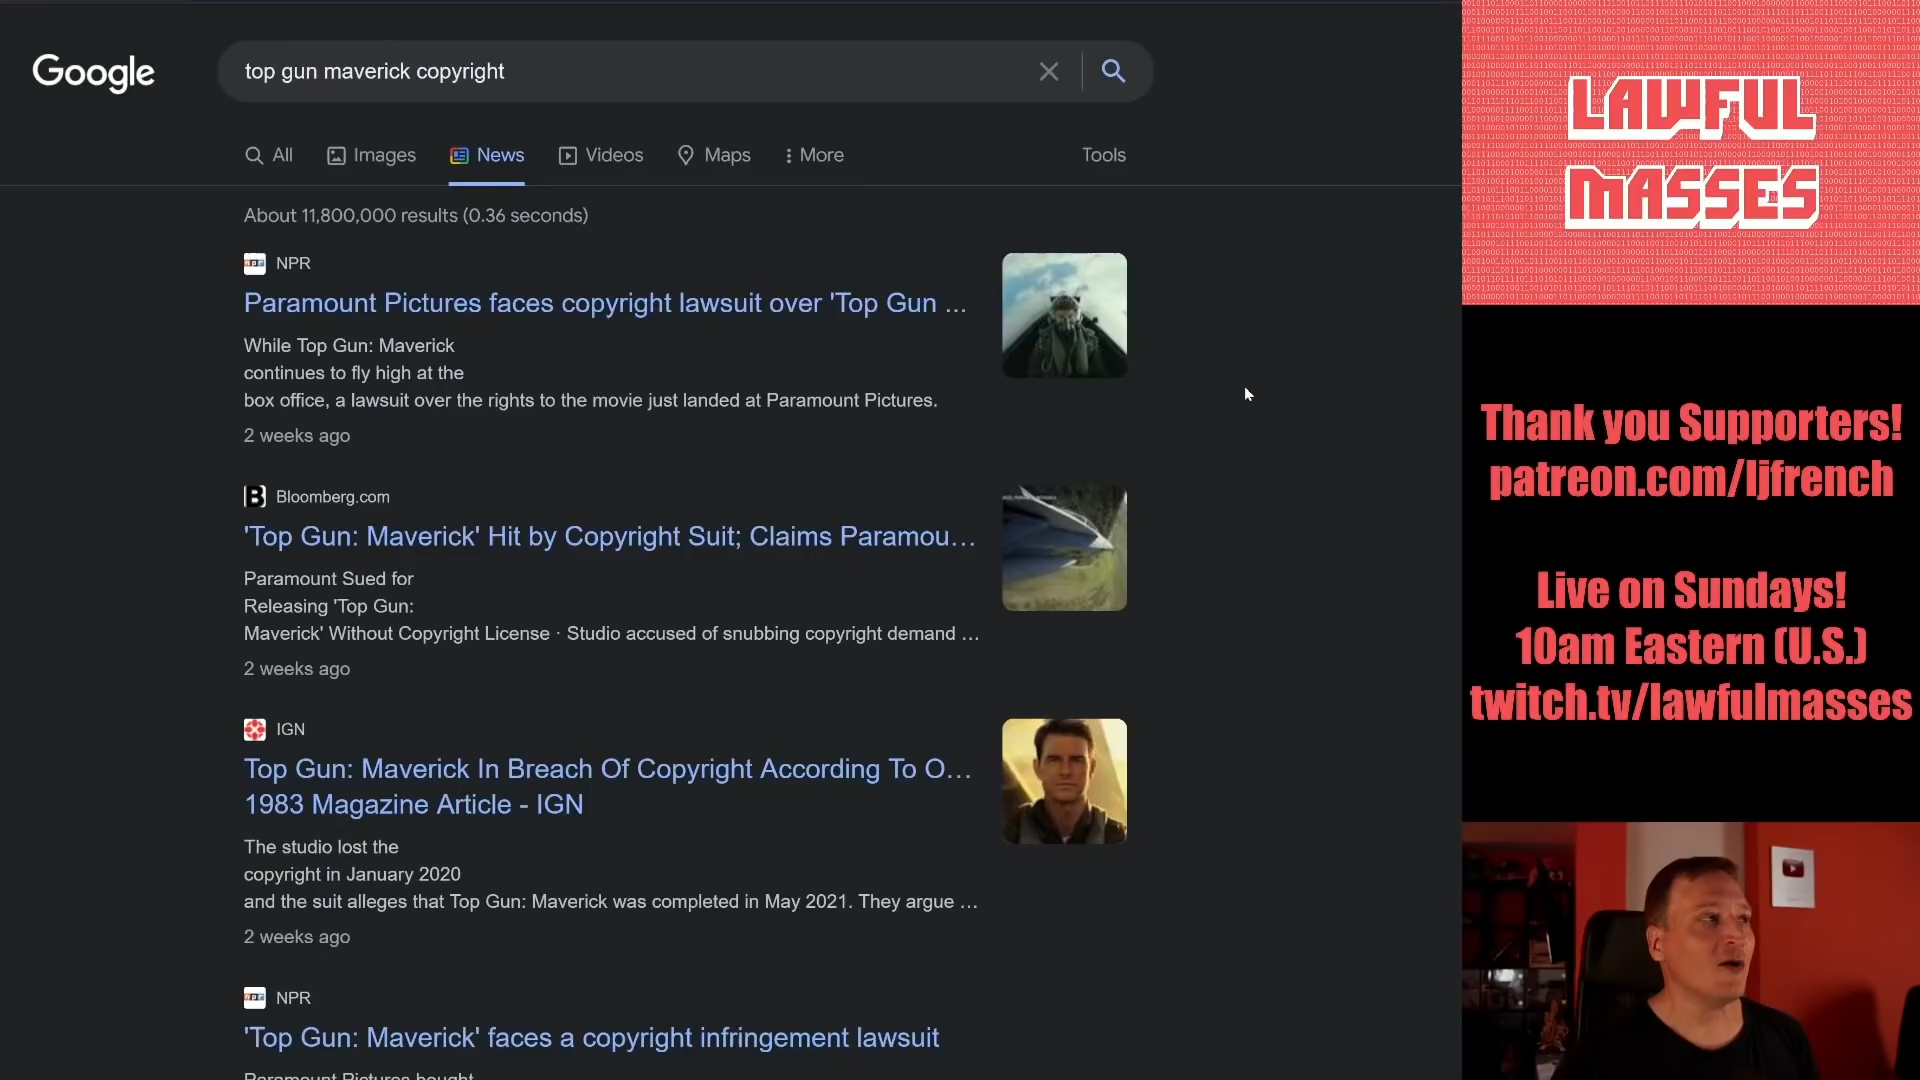 Google
top gun maverick copyright
All
Images
News
Videos
Maps
More
Tools
About 11,800,000 results (0.36 seconds)
NPR
Paramount Pictures faces copyright lawsuit over 'Top Gun ...
While Top Gun: Maverick
continues to fly high at the
box office, a lawsuit over the rights to the movie just landed at Paramount Pictures.
2 weeks ago
B Bloomberg.com
'Top Gun: Maverick' Hit by Copyright Suit; Claims Paramou...
Paramount Sued for
Releasing 'Top Gun:
Maverick' Without Copyright License · Studio accused of snubbing copyright demand ...
2 weeks ago
IGN
Top Gun: Maverick In Breach Of Copyright According To O...
1983 Magazine Article - IGN
The studio lost the
copyright in January 2020
and the suit alleges that Top Gun: Maverick was completed in May 2021. They argue ...
2 weeks ago
NPR
'Top Gun: Maverick' faces a copyright infringement lawsuit
Paramount Pictures bought
LAWFUL
MASSES
Thank you Supporters!
patreon.com/ljfrench
Live on Sundays!
10am Eastern (U.S.)
twitch.tv/lawfulmasses